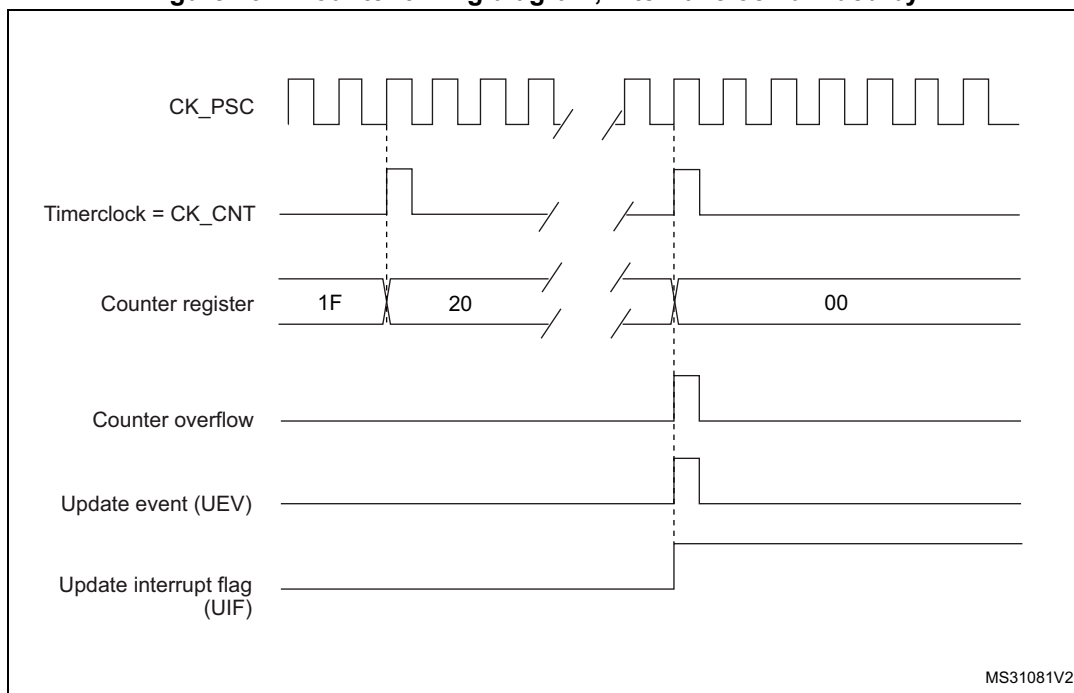 CK_PSC
Timerclock = CK_CNT
Counter register
1F
20
00
Counter overflow
Update event (UEV)
Update interrupt flag
(UIF)
MS31081V2